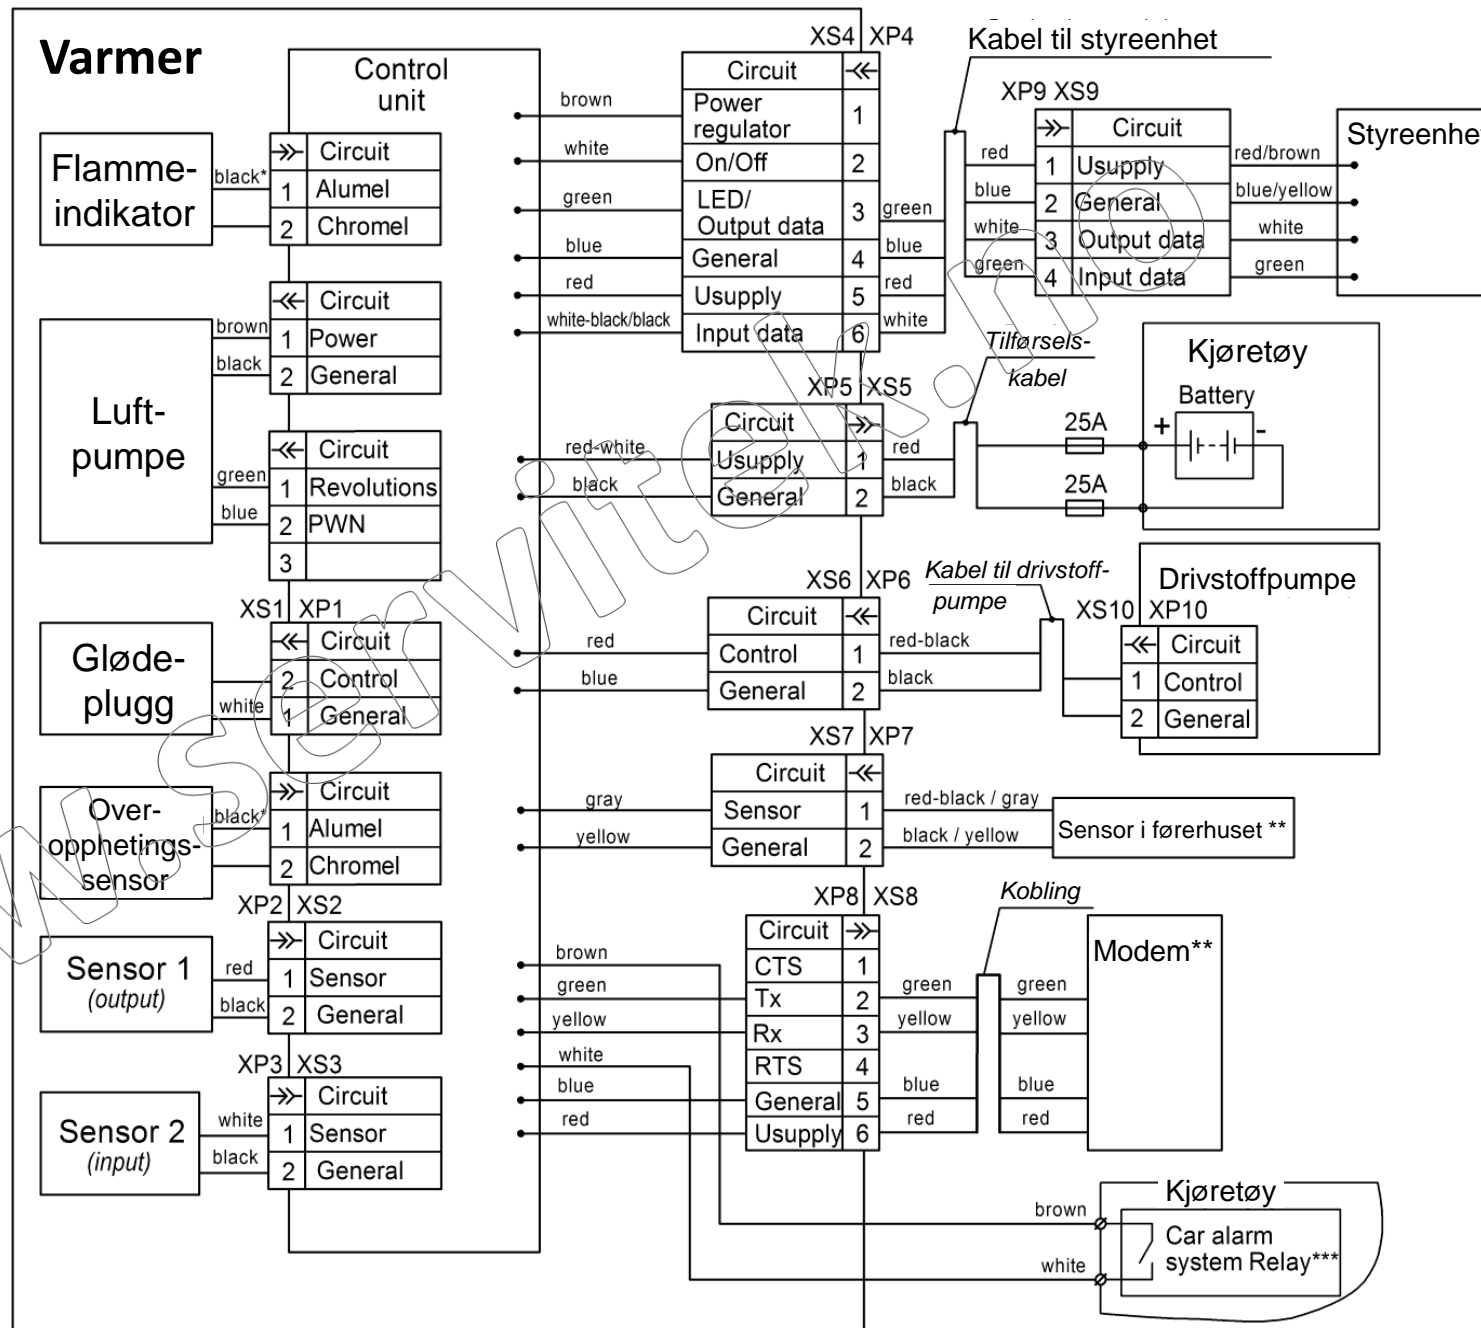 Varmer
Control
unit
Flamme-
indikator
black*
Circuit
1 Alumel
2 Chromel
Luft-
pumpe
brown
black
Circuit
1 Power
2 General
green
blue
Circuit
1 Revolutions
2 PWN
3
XS1 XP1
Gløde-
plugg
white
Circuit
2 Control
1 General
Over-
opphetings-
sensor
black*
Circuit
1 Alumel
2 Chromel
XP2 XS2
Sensor 1
(output)
red
black
Circuit
1 Sensor
2 General
XP3 XS3
Sensor 2
(input)
white
black
Circuit
1 Sensor
2 General
XS4 XP4
Circuit
brown
Power
regulator
1
white
On/Off 2
green
LED/
Output data
3
green
blue
General 4
blue
red
Usupply 5
red
white-black/black
Input data 6
white
Kabel til styreenhet
XP9 XS9
Circuit
red
1 Usupply
red/brown
blue
2 General
blue/yellow
white
3 Output data
white
green
4 Input data
green
Styreenhet
XP5 XS5
Circuit
red-white
Usupply 1
red
black
General 2
black
Tilførsels-
kabel
25A
25A
Kjøretøy
Battery
+ -
XS6 XP6
Circuit
red
Control 1
red-black
blue
General 2
black
Kabel til drivstoff-
pumpe
Drivstoffpumpe
XS10 XP10
Circuit
1 Control
2 General
XS7 XP7
Circuit
gray
Sensor 1
red-black / gray
yellow
General 2
black / yellow
Sensor i førerhuset **
XP8 XS8
Circuit
brown
CTS 1
green
Tx 2
green
yellow
Rx 3
yellow
white
RTS 4
blue
General 5
blue
red
Usupply 6
red
Kobling
green
yellow
blue
red
Modem**
brown
white
Kjøretøy
Car alarm
system Relay***
www.servitek.no